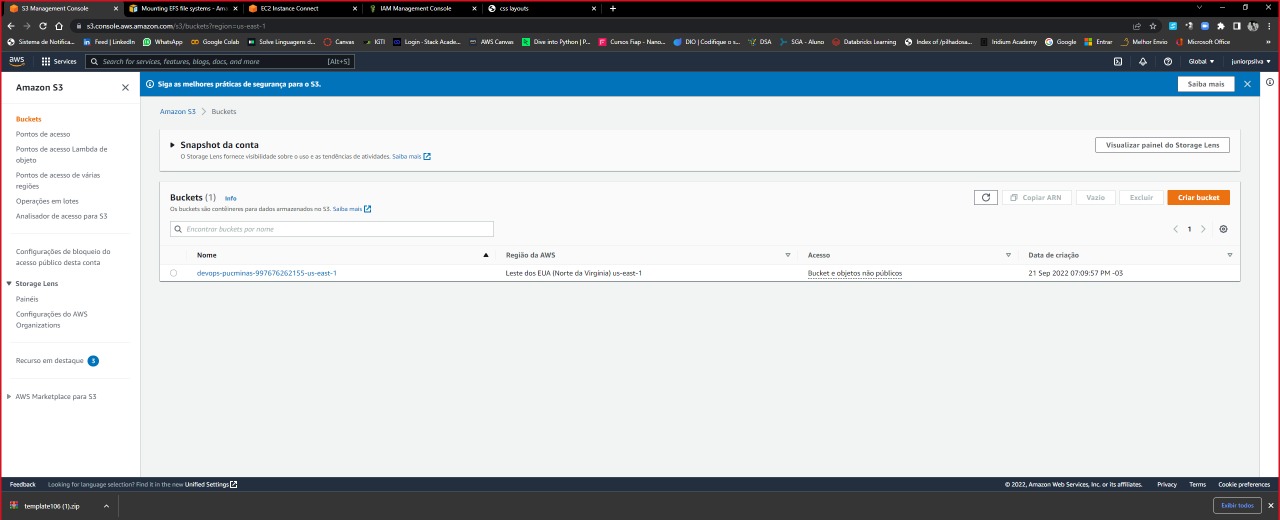 S3 Management Console
Mounting EFS file systems - Ama
EC2 Instance Connect
IAM Management Console
css layouts
s3.console.aws.amazon.com/s3/buckets?region=us-east-1
Sistema de Notifica...
Feed | LinkedIn
WhatsApp
Google Colab
Solve Linguagens d...
Canvas
IGTI
Login · Stack Acade...
AWS Canvas
Dive into Python | P...
Cursos Fiap - Nano...
DIO | Codifique o s...
DSA
SGA - Aluno
Databricks Learning
Index of /pilhadosa...
Iridium Academy
Google
Entrar
Melhor Envio
Microsoft Office
»
aws
Services
Search for services, features, blogs, docs, and more
[Alt+S]
Global
juniorpsilva
Amazon S3
Siga as melhores práticas de segurança para o S3.
Saiba mais
Buckets
Pontos de acesso
Pontos de acesso Lambda de
objeto
Pontos de acesso de várias
regiões
Operações em lotes
Analisador de acesso para S3
Configurações de bloqueio do
acesso público desta conta
Storage Lens
Painéis
Configurações do AWS
Organizations
Recurso em destaque 3
AWS Marketplace para S3
Amazon S3 > Buckets
Snapshot da conta
O Storage Lens fornece visibilidade sobre o uso e as tendências de atividades. Saiba mais
Visualizar painel do Storage Lens
Buckets (1) Info
Os buckets são contêineres para dados armazenados no S3. Saiba mais
Copiar ARN
Vazio
Excluir
Criar bucket
Encontrar buckets por nome
1
Nome
Região da AWS
Acesso
Data de criação
devops-pucminas-997676262155-us-east-1
Leste dos EUA (Norte da Virgínia) us-east-1
Bucket e objetos não públicos
21 Sep 2022 07:09:57 PM -03
Feedback
Looking for language selection? Find it in the new Unified Settings
© 2022, Amazon Web Services, Inc. or its affiliates.
Privacy
Terms
Cookie preferences
template106 (1).zip
Exibir todos